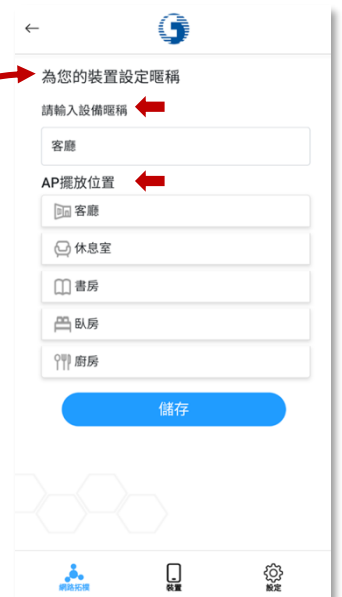 為您的裝置設定暱稱
請輸入設備暱稱
客廳
AP擺放位置
客廳
休息室
書房
臥房
廚房
儲存
網路拓樸
裝置
設定